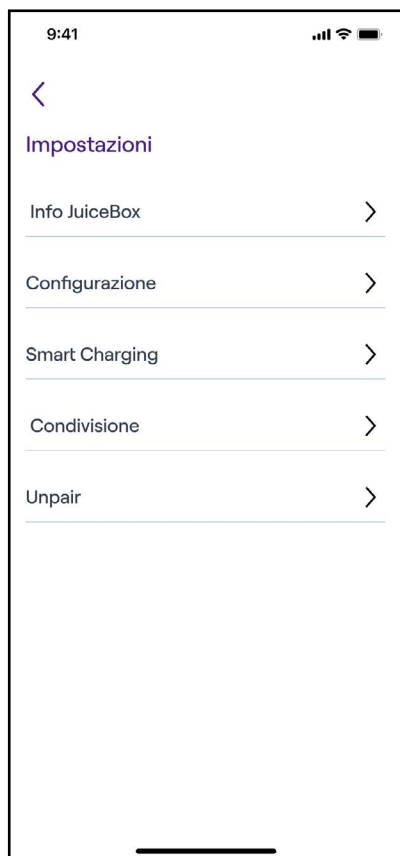 9:41
Impostazioni
Info JuiceBox
Configurazione
Smart Charging
Condivisione
Unpair